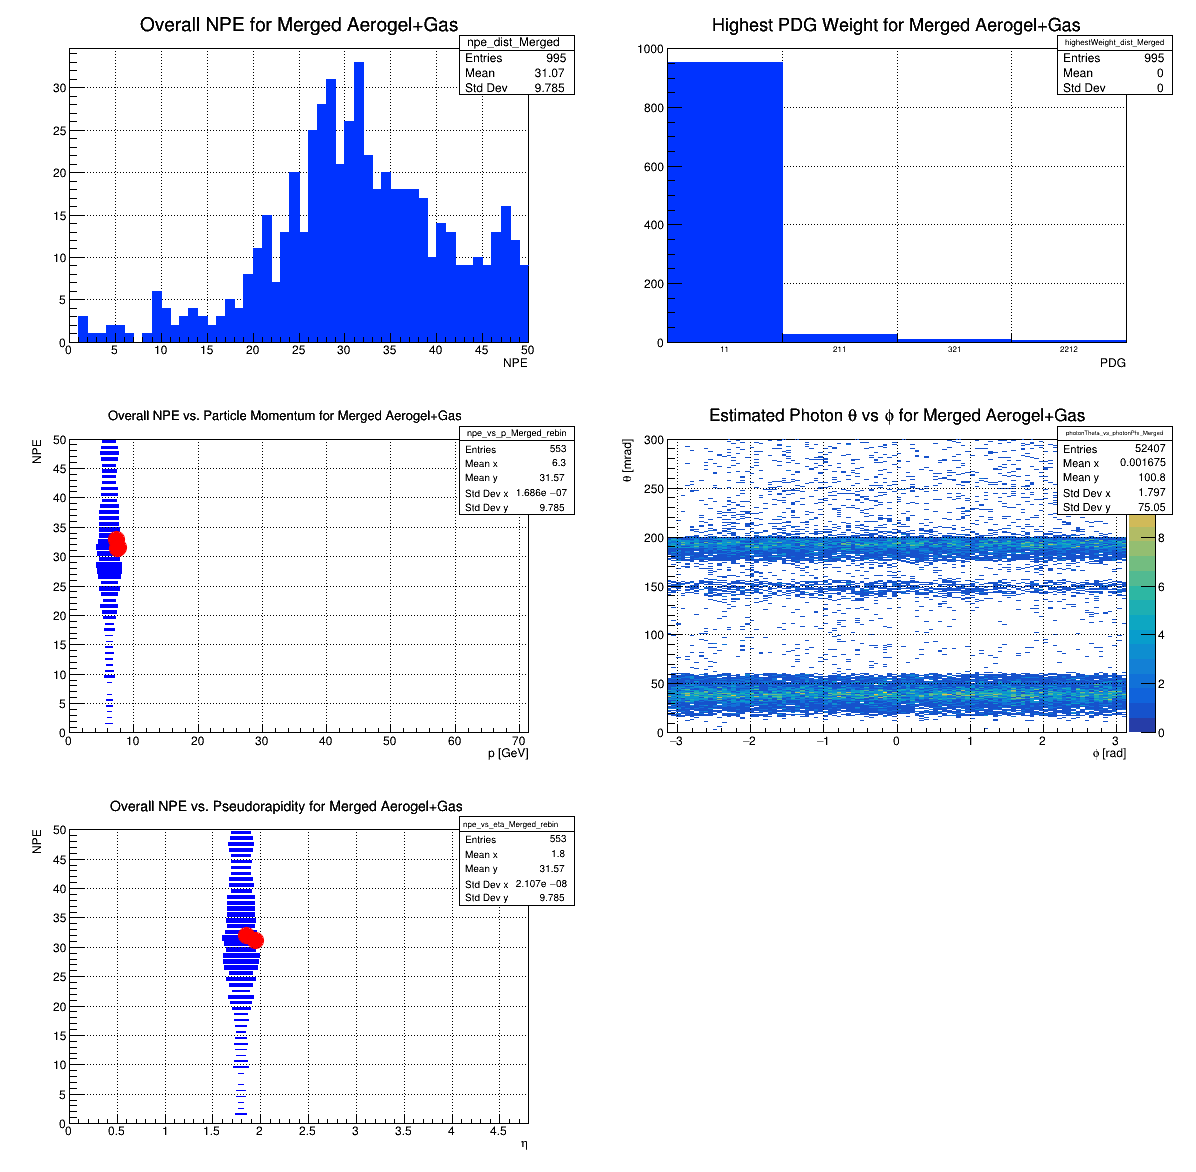 Overall NPE for Merged Aerogel+Gas
npe_dist_Merged
Entries 995
Mean 31.07
Std Dev 9.785
30
25
20
15
10
5
0
0 5 10 15 20 25 30 35 40 45 50
NPE
Highest PDG Weight for Merged Aerogel+Gas
highestWeight_dist_Merged
Entries 995
Mean 0
Std Dev 0
1000
800
600
400
200
0
11 211 321 2212
PDG
Overall NPE vs. Particle Momentum for Merged Aerogel+Gas
npe_vs_p_Merged_rebin
Entries 553
Mean x 6.3
Mean y 31.57
Std Dev x 1.686e −07
Std Dev y 9.785
NPE
50
45
40
35
30
25
20
15
10
5
0
0 10 20 30 40 50 60 70
p [GeV]
Estimated Photon θ vs ϕ for Merged Aerogel+Gas
photonTheta_vs_photonPhi_Merged
Entries 52407
Mean x 0.001675
Mean y 100.8
Std Dev x 1.797
Std Dev y 75.05
θ [mrad]
300
250
200
150
100
50
0
−3 −2 −1 0 1 2 3
ϕ [rad]
8
6
4
2
0
Overall NPE vs. Pseudorapidity for Merged Aerogel+Gas
npe_vs_eta_Merged_rebin
Entries 553
Mean x 1.8
Mean y 31.57
Std Dev x 2.107e −08
Std Dev y 9.785
NPE
50
45
40
35
30
25
20
15
10
5
0
0 0.5 1 1.5 2 2.5 3 3.5 4 4.5
η